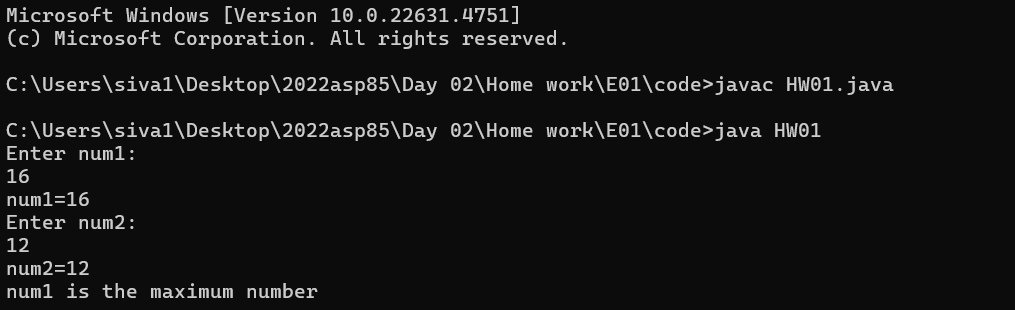 Microsoft Windows [Version 10.0.22631.4751]
(c) Microsoft Corporation. All rights reserved.
C:\Users\siva1\Desktop\2022asp85\Day 02\Home work\E01\code>javac HW01.java
C:\Users\siva1\Desktop\2022asp85\Day 02\Home work\E01\code>java HW01
Enter num1:
16
num1=16
Enter num2:
12
num2=12
num1 is the maximum number